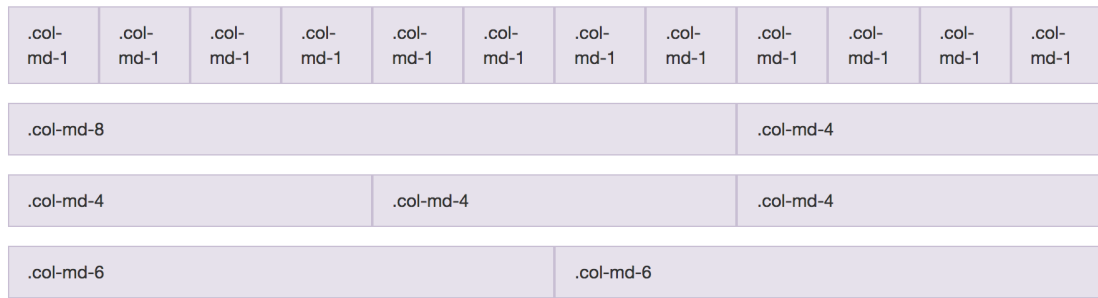 .col- .col- .col- .col- .col- .col- .col- .col- .col- .col- .col- .col-
md-1 md-1 md-1 md-1 md-1 md-1 md-1 md-1 md-1 md-1 md-1 md-1
.col-md-8 .col-md-4
.col-md-4 .col-md-4 .col-md-4
.col-md-6 .col-md-6